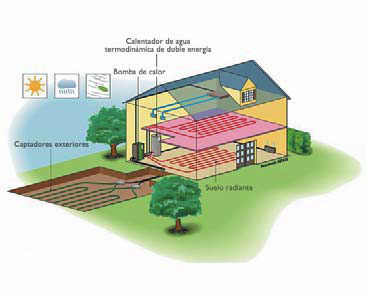 Calentador de agua
termodinámica de doble energía
Bomba de calor
Captadores exteriores
Suelo radiante